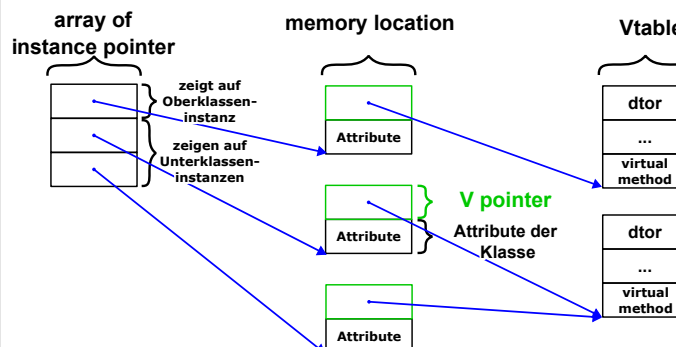 array of
instance pointer
memory location
Vtable
zeigt auf
Oberklassen-
instanz
zeigen auf
Unterklassen-
instanzen
Attribute
dtor
...
virtual
method
V pointer
Attribute
Attribute der
Klasse
dtor
...
virtual
method
Attribute